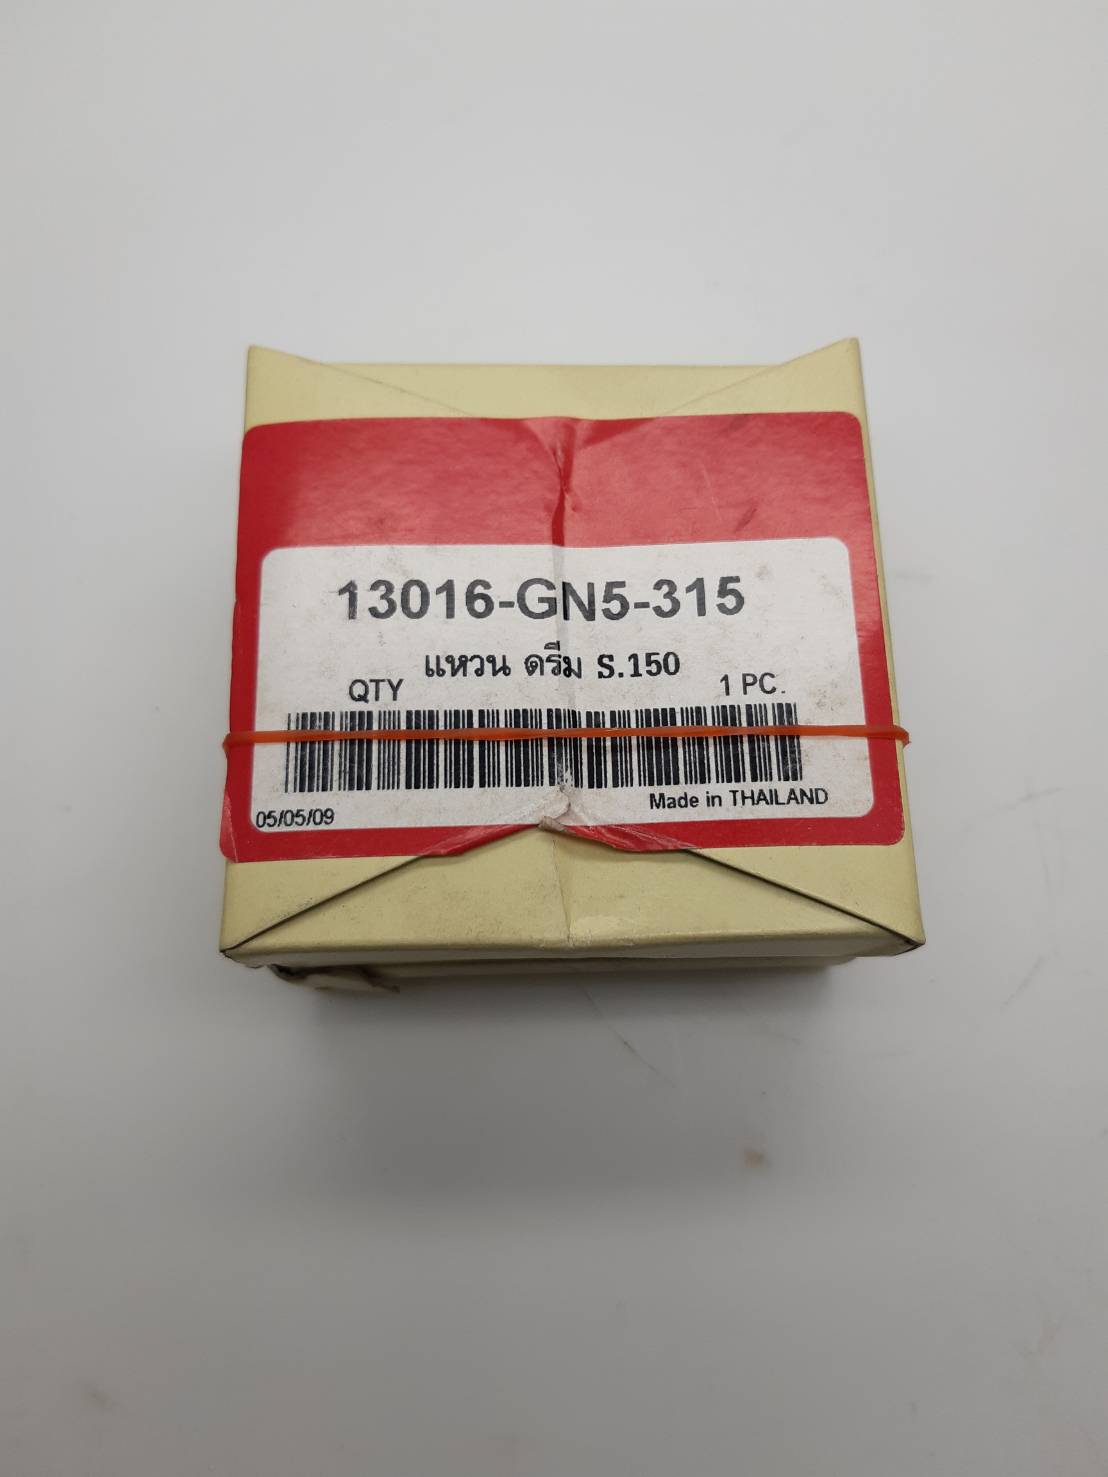 13016-GN5-315
แหวน ดรีม S.150
QTY 1 PC.
Made in THAILAND
05/05/09